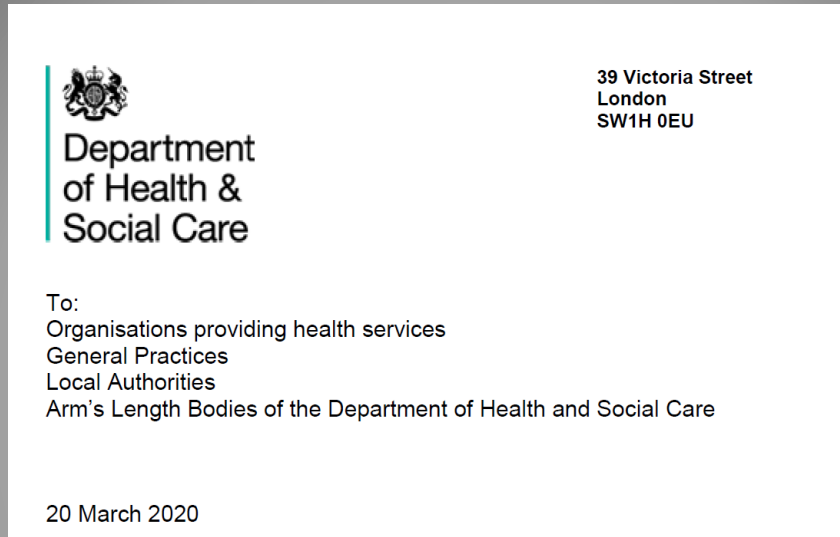 Department
of Health &
Social Care
39 Victoria Street
London
SW1H 0EU
To:
Organisations providing health services
General Practices
Local Authorities
Arm's Length Bodies of the Department of Health and Social Care
20 March 2020